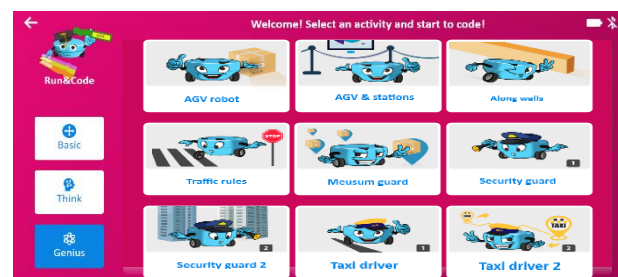 Welcome! Select an activity and start to code!
Run&Code
AGV robot
AGV & stations
Along walls
Basic
STOP
Traffic rules
Meusum guard
1
Security guard
Think
2
Security guard 2
1
Taxi driver
TAXI
2
Taxi driver 2
Genius